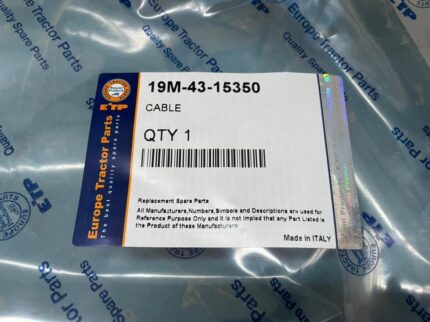 Europe Tractor Parts
Quality Spare Parts
ETP
Europe Tractor Parts
The best quality spare parts
ETP
19M-43-15350
CABLE
QTY 1
Replacement Spare Parts
All Manufacturers,Numbers,Simbols and Descriptions are used for
Reference Purpose Only and it is not implied that any Part Listed is
the Product of these Manufacturers
Made in ITALY